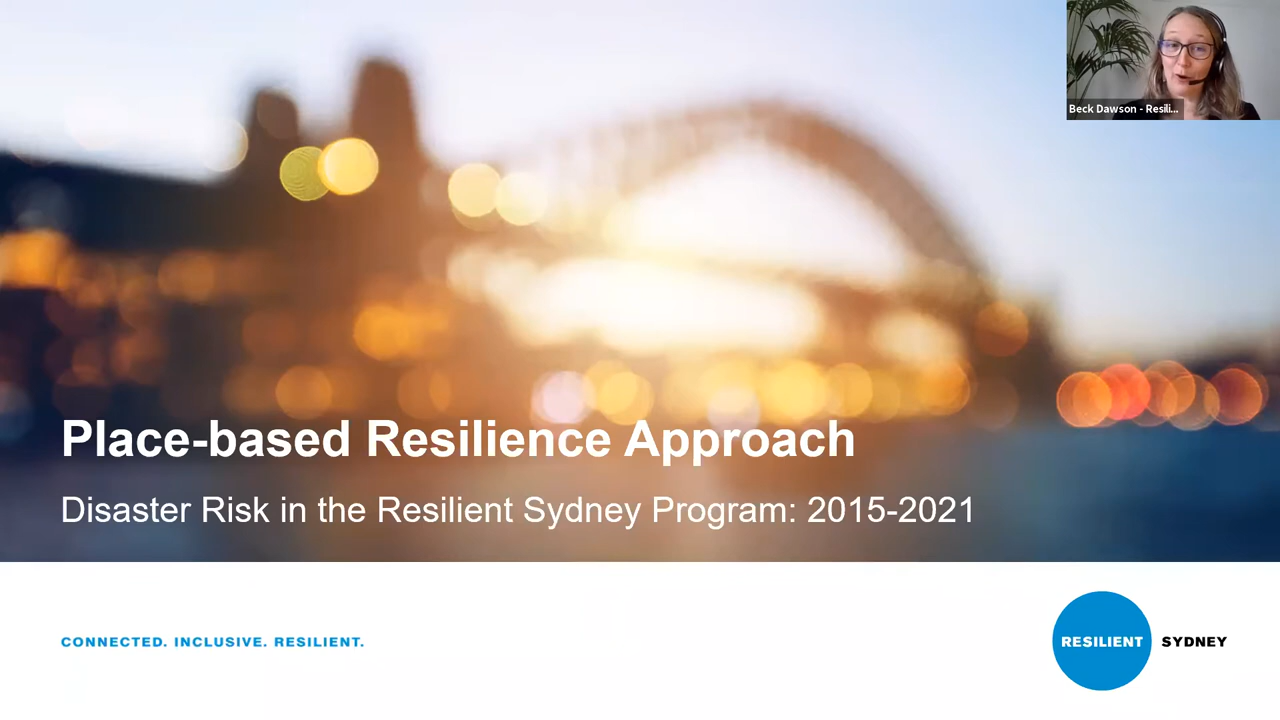 Beck Dawson - Resili...
Place-based Resilience Approach
Disaster Risk in the Resilient Sydney Program: 2015-2021
CONNECTED. INCLUSIVE. RESILIENT.
RESILIENT SYDNEY